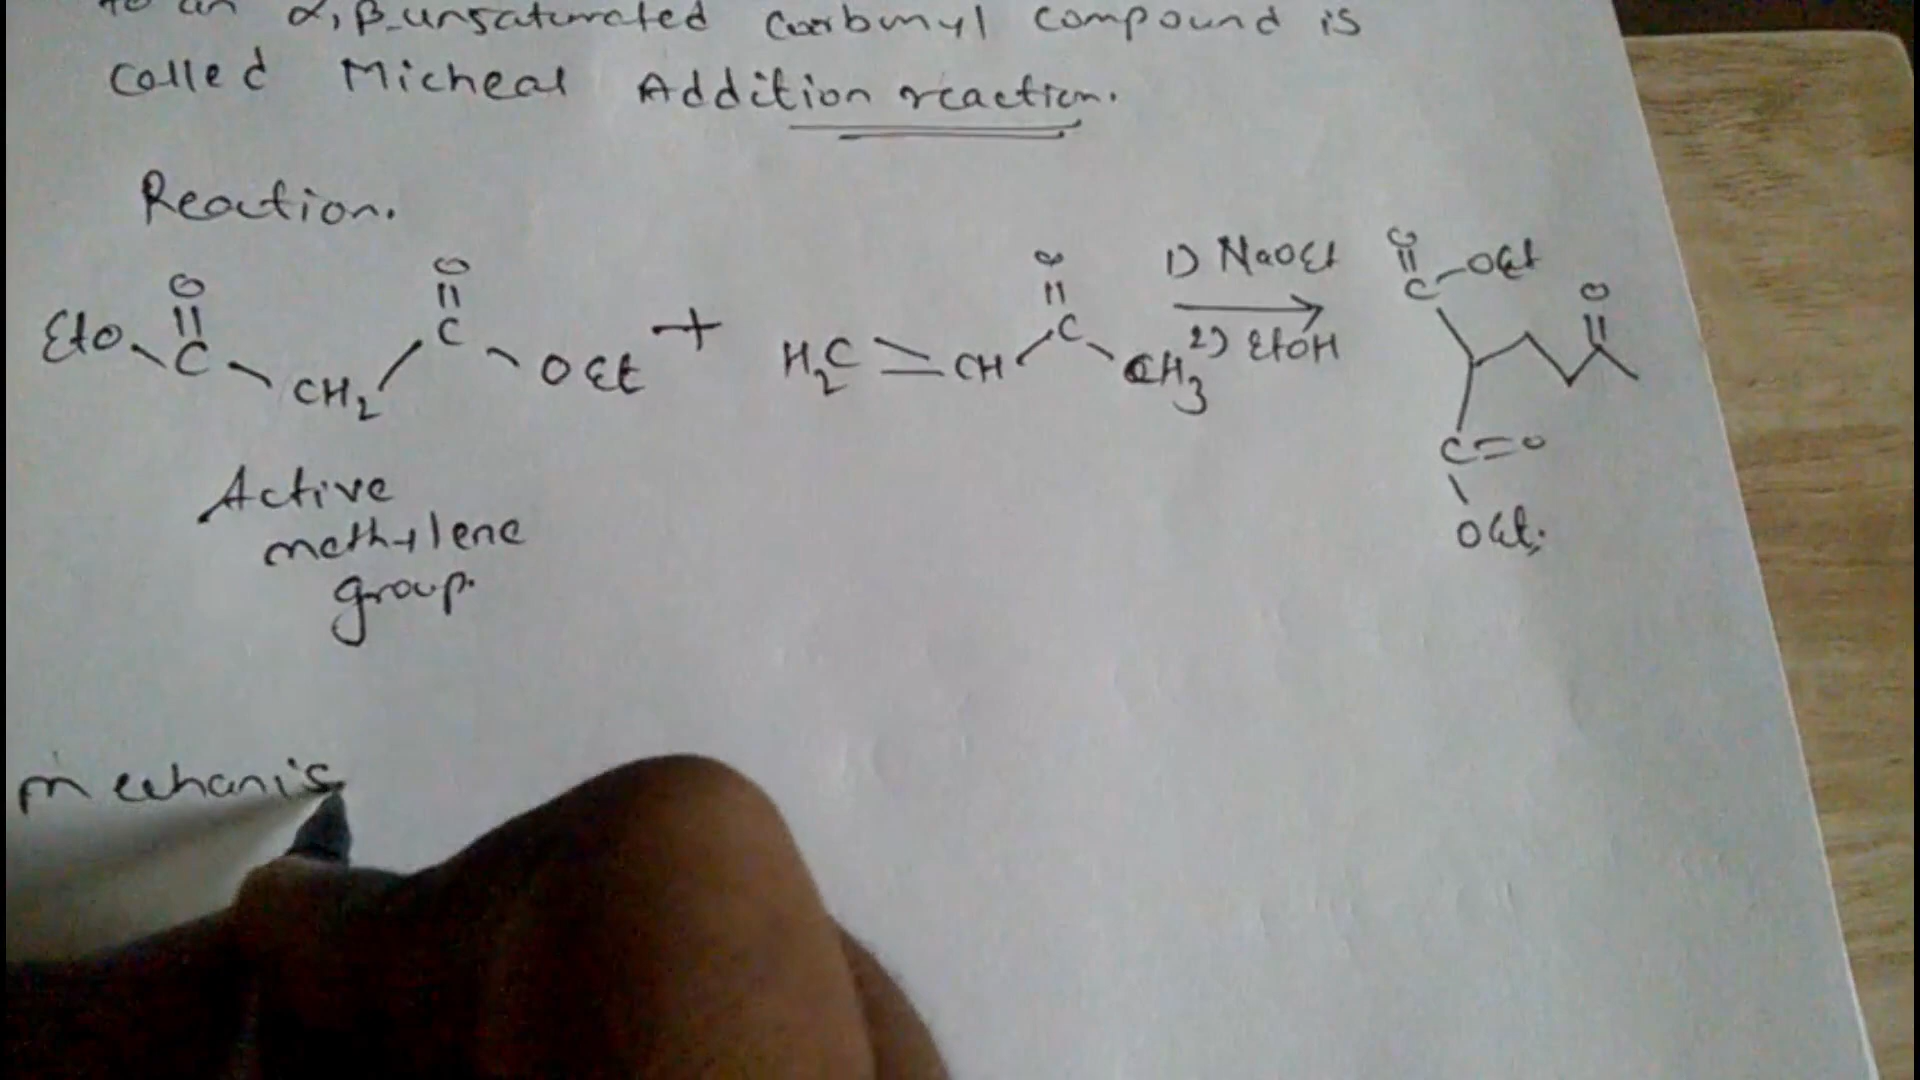 to an α,β-unsaturated carbonyl compound is
called Micheal Addition reaction.
Reaction.
O O O 1) NaOEt O
EtO C CH2 C OEt + H2C = CH C CH3 2) EtOH C OEt O
C=O
OEt.
Active
methylene
group.
mechanis